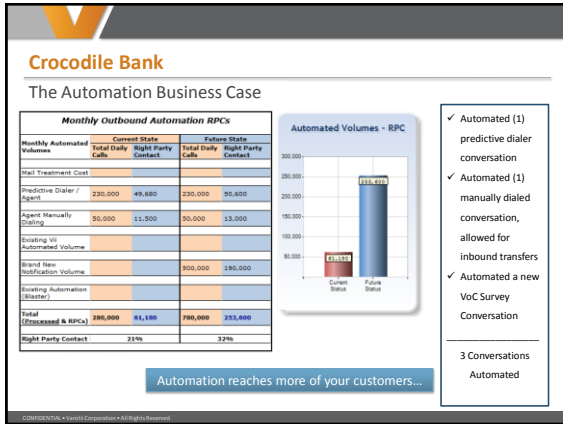 Crocodile Bank
The Automation Business Case
Monthly Outbound Automation RPCs
Monthly Automated Volumes
Current State
Future State
Total Daily Calls
Right Party Contact
Total Daily Calls
Right Party Contact
Mail Treatment Cost
Predictive Dialer / Agent
230,000
49,680
230,000
50,600
Agent Manually Dialing
50,000
11,500
50,000
13,000
Existing Vii Automated Volume
Brand New Notification Volume
500,000
190,000
Existing Automation (Blaster)
Total (Processed & RPCs)
280,000
61,180
780,000
253,600
Right Party Contact
21%
32%
Automated Volumes - RPC
300,000
250,000
200,000
150,000
100,000
50,000
253,600
61,180
Current Status
Future Status
✓ Automated (1)
predictive dialer
conversation
✓ Automated (1)
manually dialed
conversation,
allowed for
inbound transfers
✓ Automated a new
VoC Survey
Conversation
3 Conversations
Automated
Automation reaches more of your customers…
CONFIDENTIAL • Varolii Corporation • All Rights Reserved